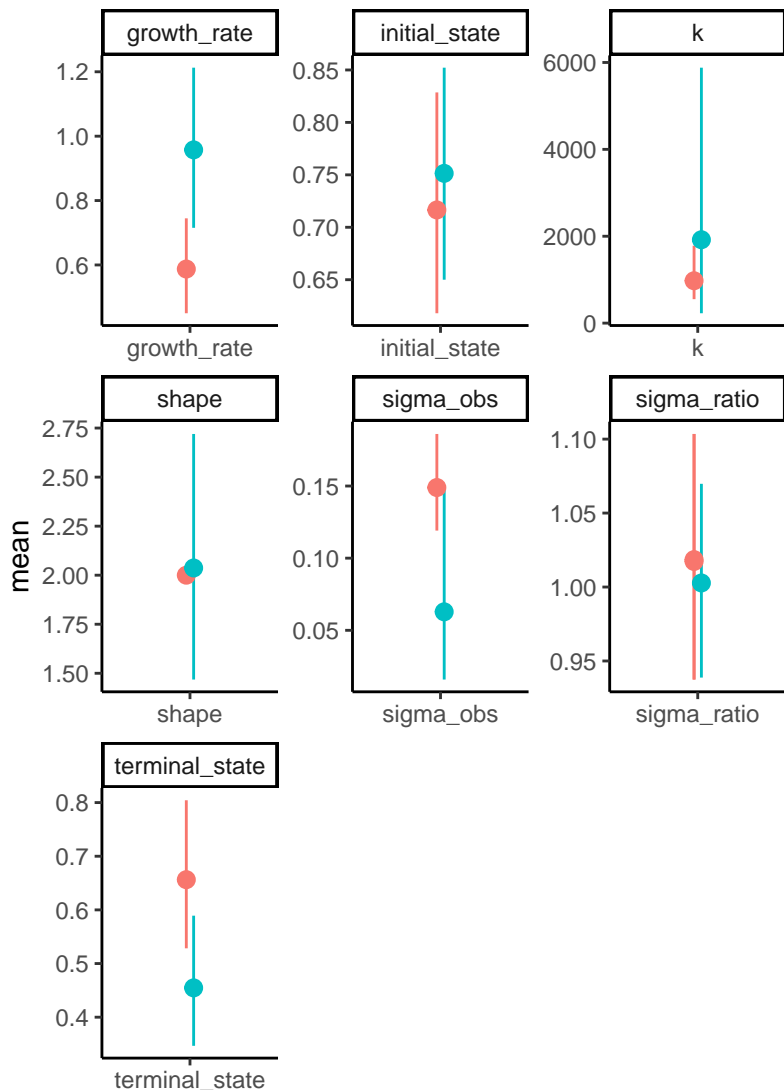 growth_rate
initial_state
k
1.2
1.0
0.8
0.6
0.85
0.80
0.75
0.70
0.65
6000
4000
2000
0
growth_rate
initial_state
k
shape
sigma_obs
sigma_ratio
mean
2.75
2.50
2.25
2.00
1.75
1.50
0.15
0.10
0.05
1.10
1.05
1.00
0.95
shape
sigma_obs
sigma_ratio
terminal_state
0.8
0.7
0.6
0.5
0.4
terminal_state